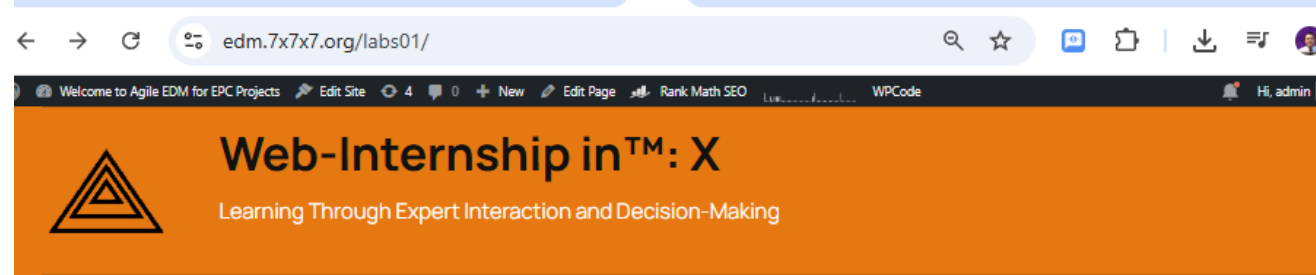 edm.7x7x7.org/labs01/
Welcome to Agile EDM for EPC Projects Edit Site 4 0 New Edit Page Rank Math SEO WPCode Hi, admin
Web-Internship in™: X
Learning Through Expert Interaction and Decision-Making